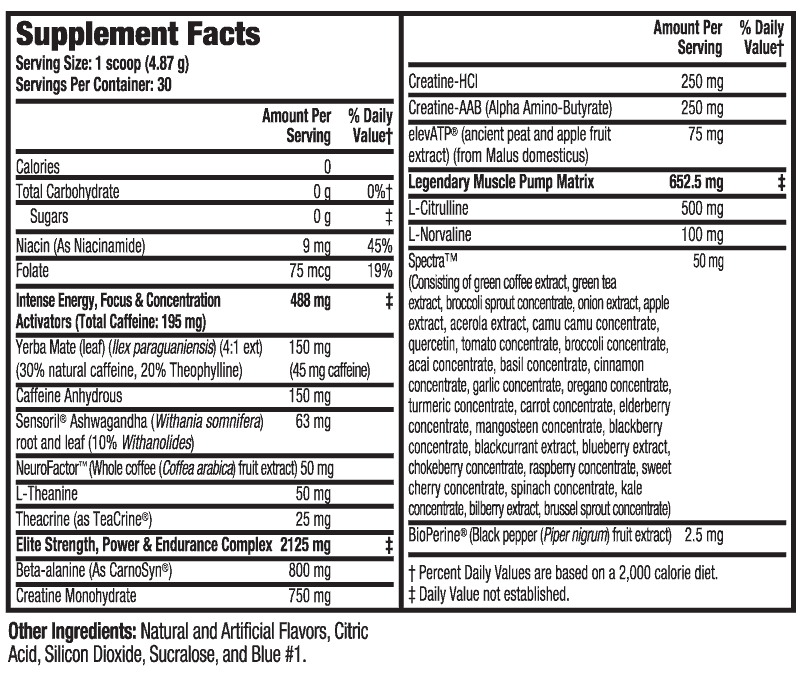 Supplement Facts
Serving Size: 1 scoop (4.87 g)
Servings Per Container: 30
Amount Per Serving % Daily Value†
Calories 0
Total Carbohydrate 0 g 0%†
Sugars 0 g ‡
Niacin (As Niacinamide) 9 mg 45%
Folate 75 mcg 19%
Intense Energy, Focus & Concentration 488 mg ‡
Activators (Total Caffeine: 195 mg)
Yerba Mate (leaf) (Ilex paraguaniensis) (4:1 ext) 150 mg
(30% natural caffeine, 20% Theophylline) (45 mg caffeine)
Caffeine Anhydrous 150 mg
Sensoril® Ashwagandha (Withania somnifera) 63 mg
root and leaf (10% Withanolides)
NeuroFactor™ (Whole coffee (Coffea arabica) fruit extract) 50 mg
L-Theanine 50 mg
Theacrine (as TeaCrine®) 25 mg
Elite Strength, Power & Endurance Complex 2125 mg ‡
Beta-alanine (As CarnoSyn®) 800 mg
Creatine Monohydrate 750 mg
Amount Per Serving % Daily Value†
Creatine-HCl 250 mg
Creatine-AAB (Alpha Amino-Butyrate) 250 mg
elevATP® (ancient peat and apple fruit 75 mg
extract) (from Malus domesticus)
Legendary Muscle Pump Matrix 652.5 mg ‡
L-Citrulline 500 mg
L-Norvaline 100 mg
Spectra™ 50 mg
(Consisting of green coffee extract, green tea
extract, broccoli sprout concentrate, onion extract, apple
extract, acerola extract, camu camu concentrate,
quercetin, tomato concentrate, broccoli concentrate,
acai concentrate, basil concentrate, cinnamon
concentrate, garlic concentrate, oregano concentrate,
turmeric concentrate, carrot concentrate, elderberry
concentrate, mangosteen concentrate, blackberry
concentrate, blackcurrant extract, blueberry extract,
chokeberry concentrate, raspberry concentrate, sweet
cherry concentrate, spinach concentrate, kale
concentrate, bilberry extract, brussel sprout concentrate)
BioPerine® (Black pepper (Piper nigrum) fruit extract) 2.5 mg
† Percent Daily Values are based on a 2,000 calorie diet.
‡ Daily Value not established.
Other Ingredients: Natural and Artificial Flavors, Citric
Acid, Silicon Dioxide, Sucralose, and Blue #1.